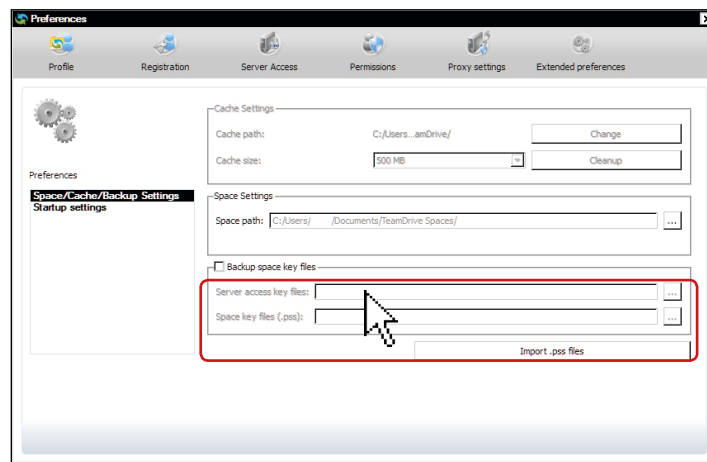 Preferences
Profile Registration Server Access Permissions Proxy settings Extended preferences
Preferences
Space/Cache/Backup Settings
Startup settings
Cache Settings
Cache path: C:/Users...amDrive/ Change
Cache size: 500 MB Cleanup
Space Settings
Space path: C:/Users/ /Documents/TeamDrive Spaces/ ...
Backup space key files
Server access key files: ...
Space key files (.pss): ...
Import .pss files